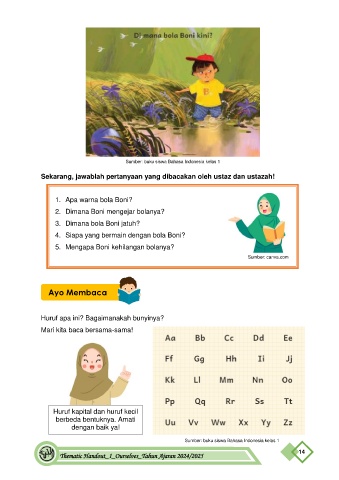 Di mana bola Boni kini?
Sumber: buku siswa Bahasa Indonesia kelas 1
Sekarang, jawablah pertanyaan yang dibacakan oleh ustaz dan ustazah!
1. Apa warna bola Boni?
2. Dimana Boni mengejar bolanya?
3. Dimana bola Boni jatuh?
4. Siapa yang bermain dengan bola Boni?
5. Mengapa Boni kehilangan bolanya?
Sumber: canva.com
Ayo Membaca
Huruf apa ini? Bagaimanakah bunyinya?
Mari kita baca bersama-sama!
Aa Bb Cc Dd Ee
Ff Gg Hh Ii Jj
Kk Ll Mm Nn Oo
Pp Qq Rr Ss Tt
Uu Vv Ww Xx Yy Zz
Huruf kapital dan huruf kecil
berbeda bentuknya. Amati
dengan baik ya!
Sumber: buku siswa Bahasa Indonesia kelas 1
Thematic Handout_1_Ourselves_Tahun Ajaran 2024/2025
14